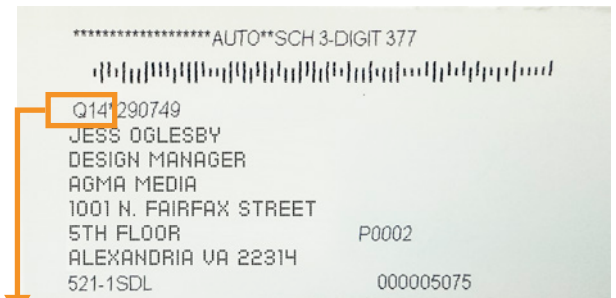 *******************AUTO**SCH 3-DIGIT 377
Q14*290749
JESS OGLESBY
DESIGN MANAGER
AGMA MEDIA
1001 N. FAIRFAX STREET
5TH FLOOR P0002
ALEXANDRIA VA 22314
521-1SDL 000005075